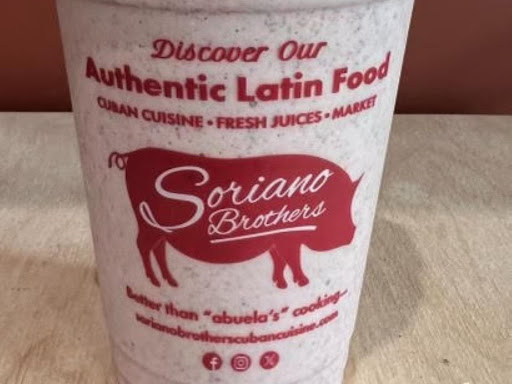 Discover Our
Authentic Latin Food
CUBAN CUISINE • FRESH JUICES • MARKET
Soriano
Brothers
Better than "abuela's" cooking...
sorianobrotherscubancuisine.com